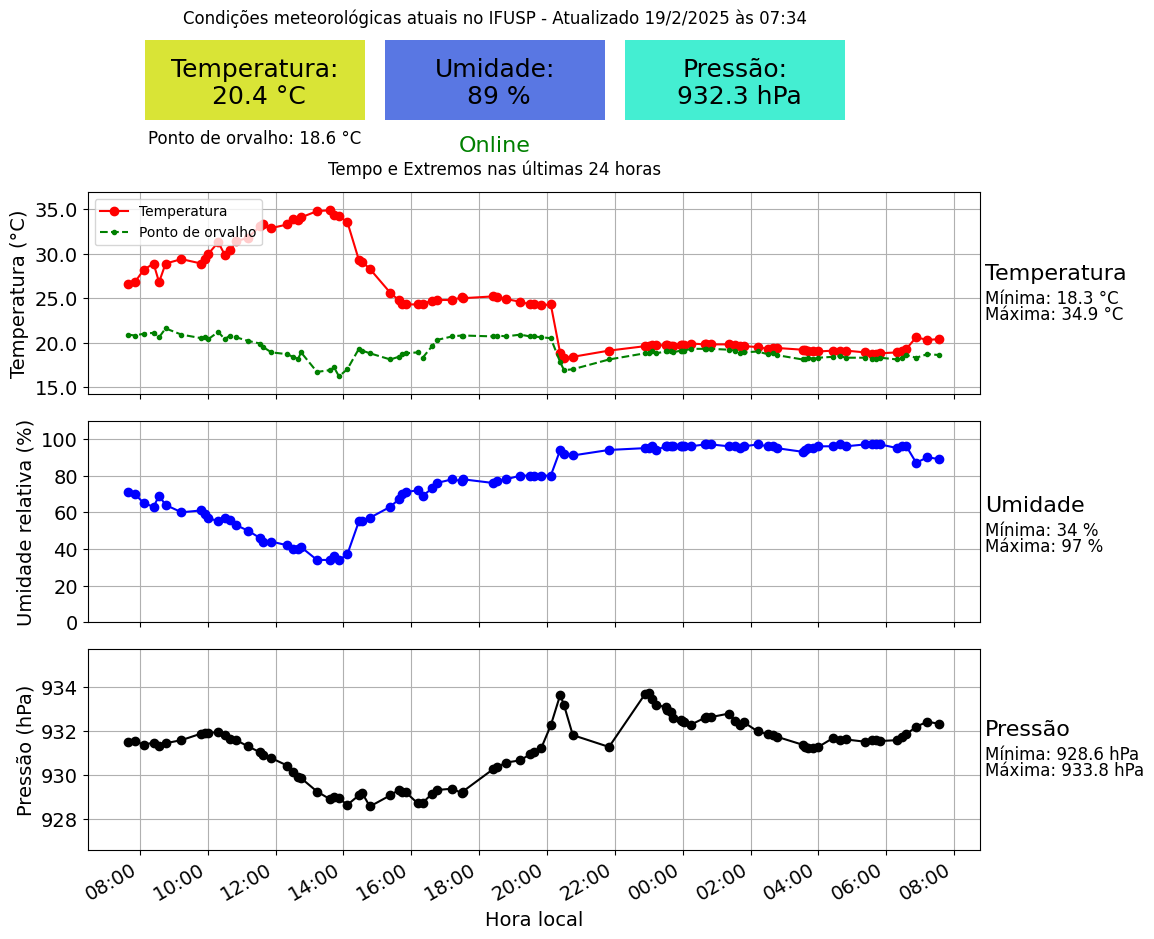 Condições meteorológicas atuais no IFUSP - Atualizado 19/2/2025 às 07:34
Temperatura:
20.4 °C
Umidade:
89 %
Pressão:
932.3 hPa
Ponto de orvalho: 18.6 °C
Online
Tempo e Extremos nas últimas 24 horas
Temperatura (°C)
35.0
30.0
25.0
20.0
15.0
Temperatura
Ponto de orvalho
Temperatura
Mínima: 18.3 °C
Máxima: 34.9 °C
Umidade relativa (%)
100
80
60
40
20
0
Umidade
Mínima: 34 %
Máxima: 97 %
Pressão (hPa)
934
932
930
928
Pressão
Mínima: 928.6 hPa
Máxima: 933.8 hPa
08:00 10:00 12:00 14:00 16:00 18:00 20:00 22:00 00:00 02:00 04:00 06:00 08:00
Hora local